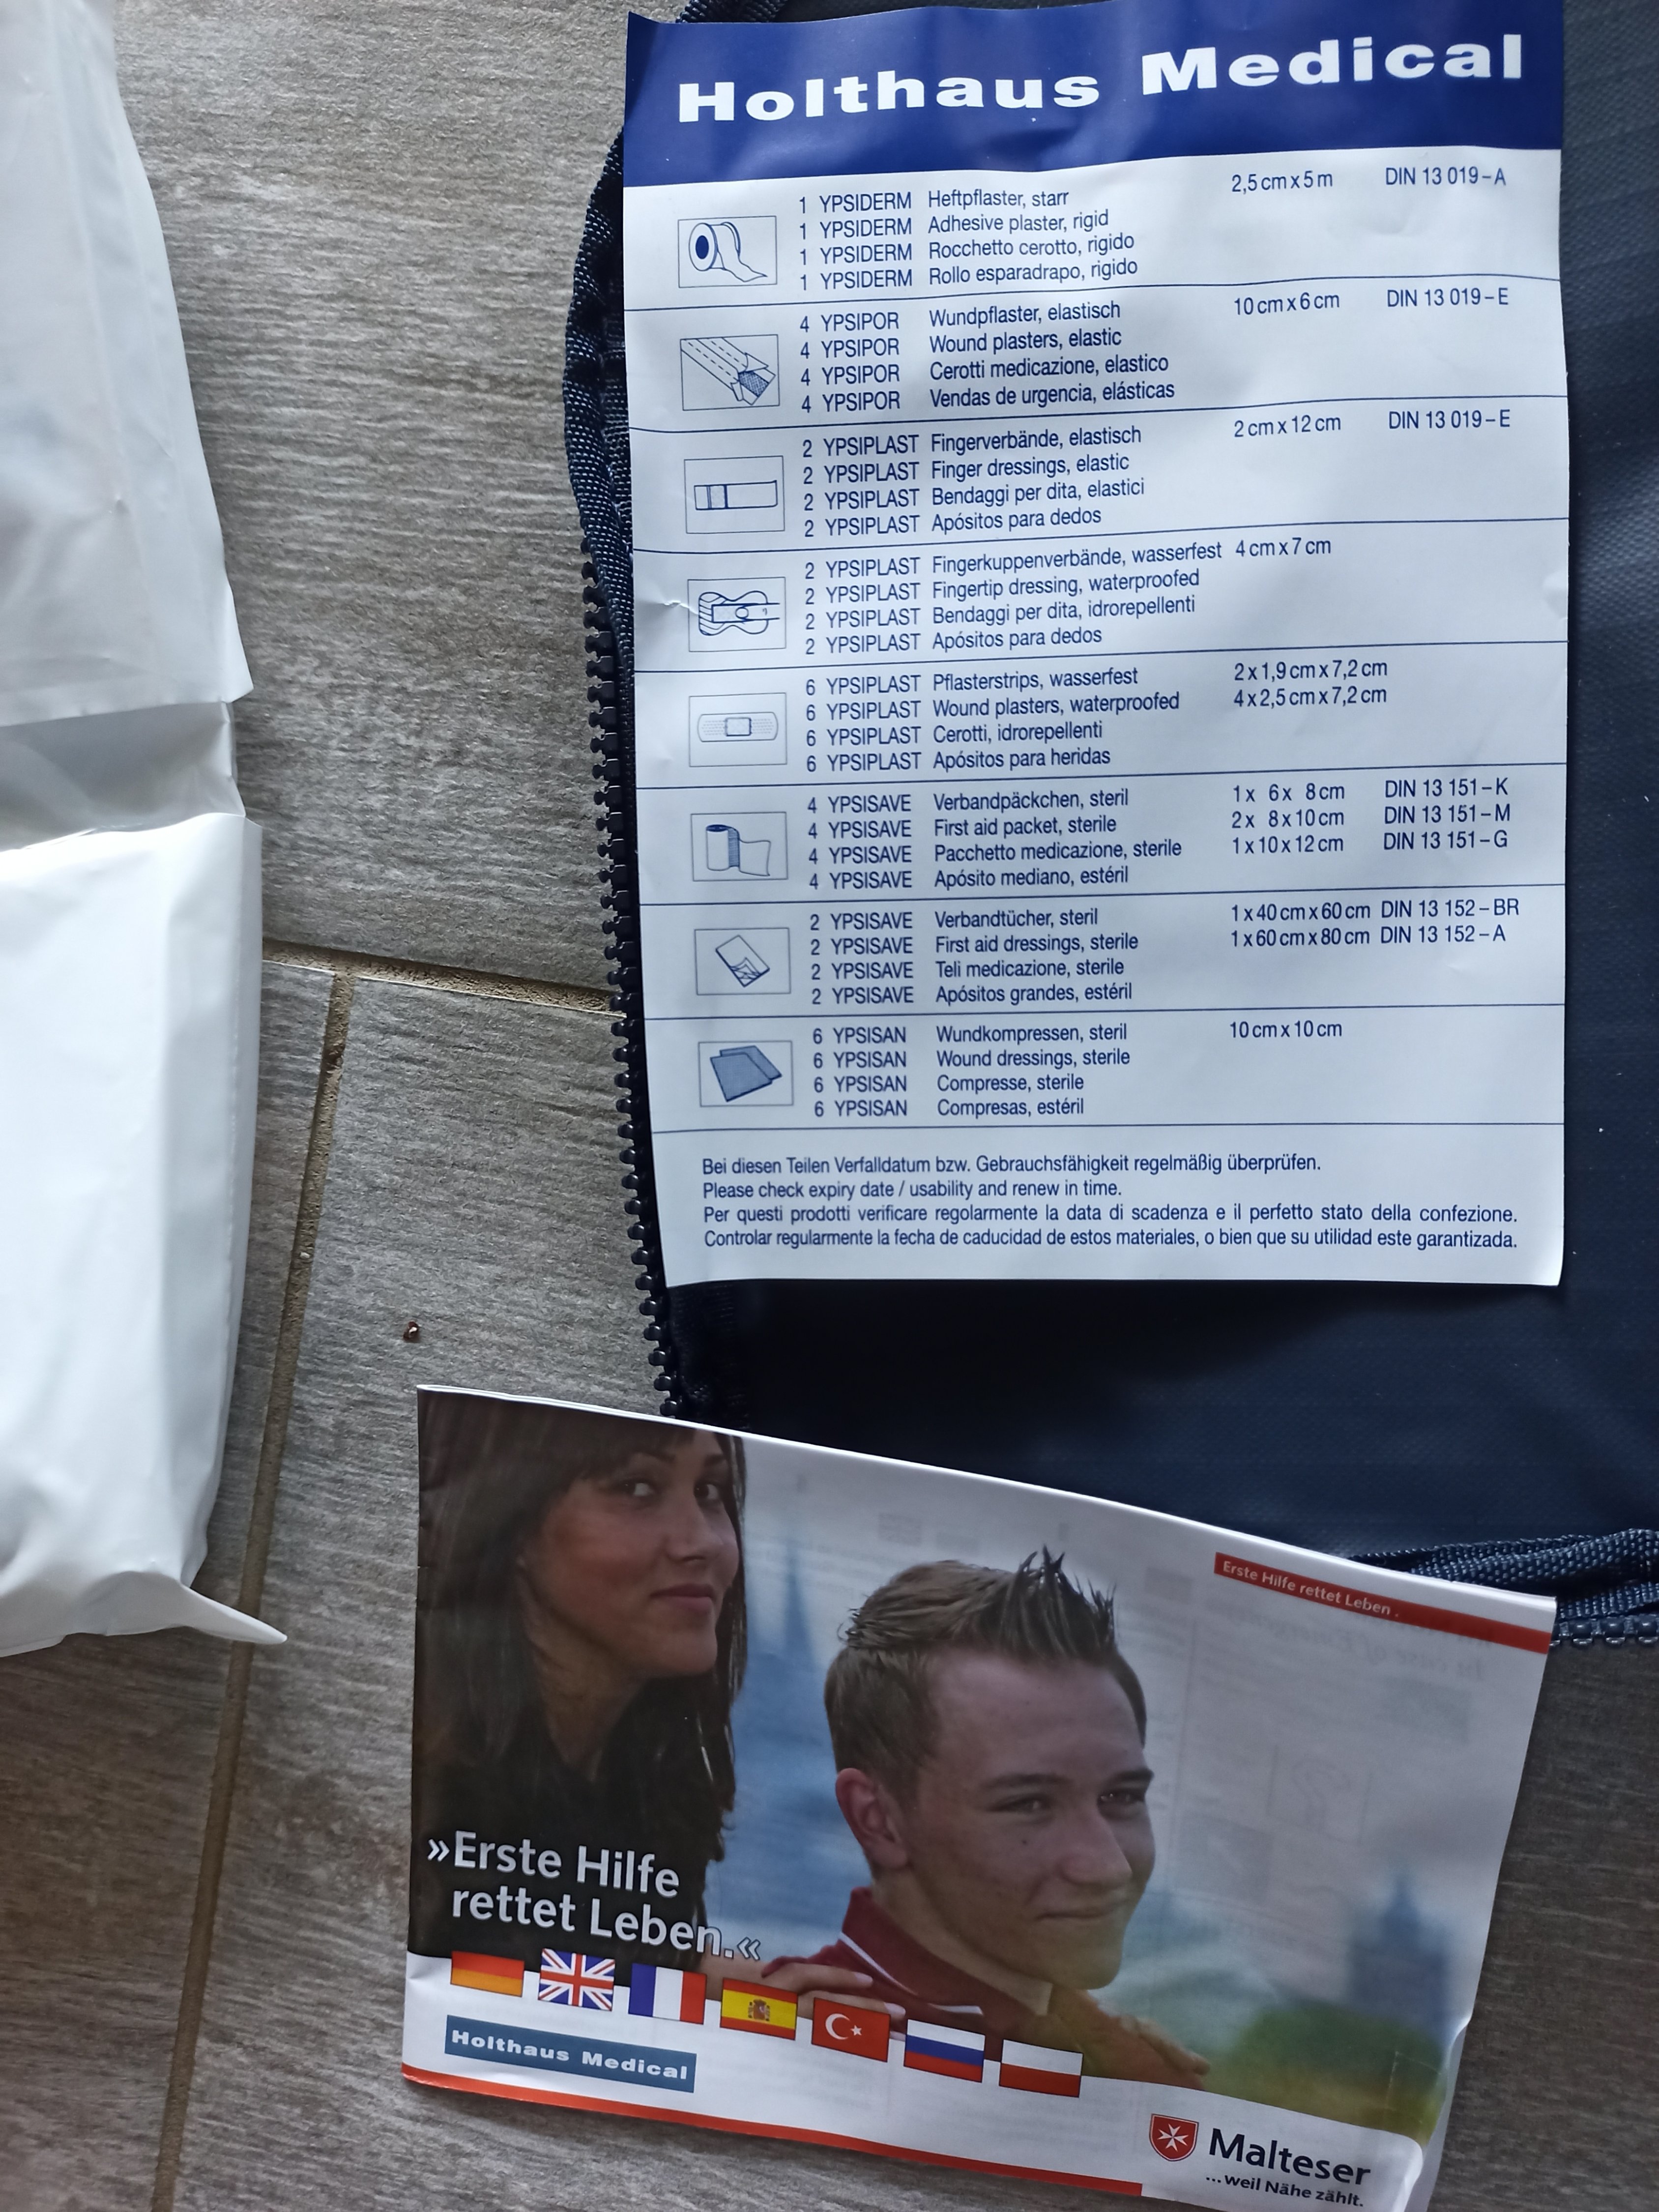 Holthaus Medical
1 YPSIDERM Heftpflaster, starr 2,5 cm x 5 m DIN 13 019 – A
1 YPSIDERM Adhesive plaster, rigid
1 YPSIDERM Rocchetto cerotto, rigido
1 YPSIDERM Rollo esparadrapo, rigido
4 YPSIPOR Wundpflaster, elastisch 10 cm x 6 cm DIN 13 019 – E
4 YPSIPOR Wound plasters, elastic
4 YPSIPOR Cerotti medicazione, elastico
4 YPSIPOR Vendas de urgencia, elásticas
2 YPSIPLAST Fingerverbände, elastisch 2 cm x 12 cm DIN 13 019 – E
2 YPSIPLAST Finger dressings, elastic
2 YPSIPLAST Bendaggi per dita, elastici
2 YPSIPLAST Apósitos para dedos
2 YPSIPLAST Fingerkuppenverbände, wasserfest 4 cm x 7 cm
2 YPSIPLAST Fingertip dressing, waterproofed
2 YPSIPLAST Bendaggi per dita, idrorepellenti
2 YPSIPLAST Apósitos para dedos
6 YPSIPLAST Pflasterstrips, wasserfest 2 x 1,9 cm x 7,2 cm
6 YPSIPLAST Wound plasters, waterproofed 4 x 2,5 cm x 7,2 cm
6 YPSIPLAST Cerotti, idrorepellenti
6 YPSIPLAST Apósitos para heridas
4 YPSISAVE Verbandpäckchen, steril 1 x 6 x 8 cm DIN 13 151 – K
4 YPSISAVE First aid packet, sterile 2 x 8 x 10 cm DIN 13 151 – M
4 YPSISAVE Pacchetto medicazione, sterile 1 x 10 x 12 cm DIN 13 151 – G
4 YPSISAVE Apósito mediano, estéril
2 YPSISAVE Verbandtücher, steril 1 x 40 cm x 60 cm DIN 13 152 – BR
2 YPSISAVE First aid dressings, sterile 1 x 60 cm x 80 cm DIN 13 152 – A
2 YPSISAVE Teli medicazione, sterile
2 YPSISAVE Apósitos grandes, estéril
6 YPSISAN Wundkompressen, steril 10 cm x 10 cm
6 YPSISAN Wound dressings, sterile
6 YPSISAN Compresse, sterile
6 YPSISAN Compresas, estéril
Bei diesen Teilen Verfalldatum bzw. Gebrauchsfähigkeit regelmäßig überprüfen.
Please check expiry date / usability and renew in time.
Per questi prodotti verificare regolarmente la data di scadenza e il perfetto stato della confezione.
Controlar regularmente la fecha de caducidad de estos materiales, o bien que su utilidad este garantizada.
Erste Hilfe rettet Leben .
»Erste Hilfe
rettet Leben.«
Holthaus Medical
Malteser
...weil Nähe zählt.